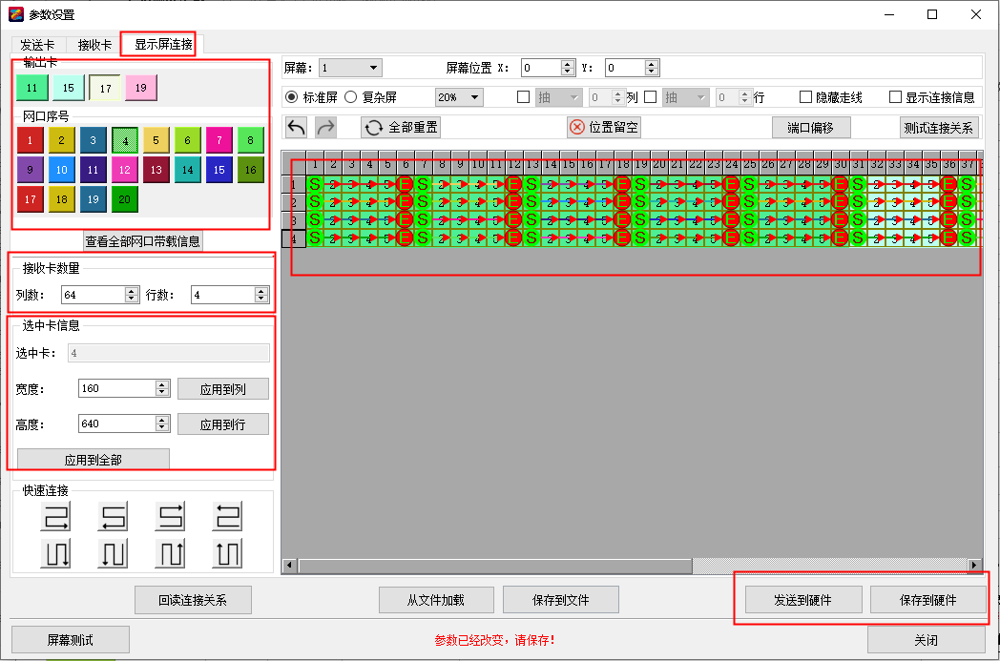 参数设置
发送卡 接收卡 显示屏连接
输出卡
11 15 17 19
网口序号
1 2 3 4 5 6 7 8
9 10 11 12 13 14 15 16
17 18 19 20
查看全部网口带载信息
接收卡数量
列数: 64 行数: 4
选中卡信息
选中卡: 4
宽度: 160 应用到列
高度: 640 应用到行
应用到全部
快速连接
屏幕: 1 屏幕位置 X: 0 Y: 0
标准屏 复杂屏 20% 抽 0 列 抽 0 行 隐藏走线 显示连接信息
全部重置 位置留空 端口偏移 测试连接关系
1 2 3 4 5 6 7 8 9 10 11 12 13 14 15 16 17 18 19 20 21 22 23 24 25 26 27 28 29 30 31 32 33 34 35 36 37
1 S 2 3 4 5 E S 2 3 4 5 E S 2 3 4 5 E S 2 3 4 5 E S 2 3 4 5 E S 2 3 4 5 E S
2 S 2 3 4 5 E S 2 3 4 5 E S 2 3 4 5 E S 2 3 4 5 E S 2 3 4 5 E S 2 3 4 5 E S
3 S 2 3 4 5 E S 2 3 4 5 E S 2 3 4 5 E S 2 3 4 5 E S 2 3 4 5 E S 2 3 4 5 E S
4 S 2 3 4 5 E S 2 3 4 5 E S 2 3 4 5 E S 2 3 4 5 E S 2 3 4 5 E S 2 3 4 5 E S
回读连接关系 从文件加载 保存到文件 发送到硬件 保存到硬件
屏幕测试 参数已经改变，请保存！ 关闭